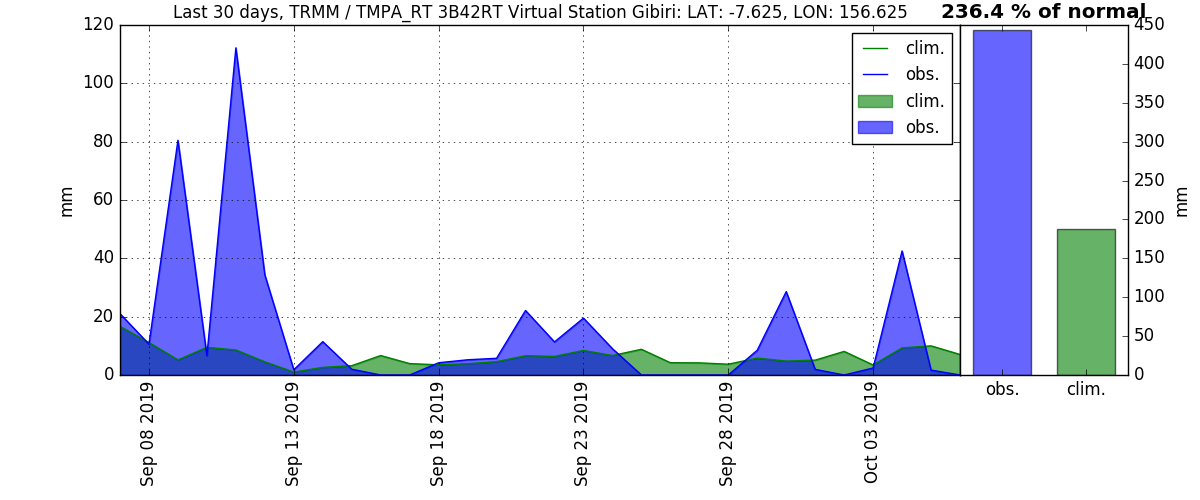 Last 30 days, TRMM / TMPA_RT 3B42RT Virtual Station Gibiri: LAT: -7.625, LON: 156.625
236.4 % of normal
120
100
80
60
40
20
0
mm
clim.
obs.
clim.
obs.
450
400
350
300
250
200
150
100
50
0
mm
Sep 08 2019
Sep 13 2019
Sep 18 2019
Sep 23 2019
Sep 28 2019
Oct 03 2019
obs.
clim.